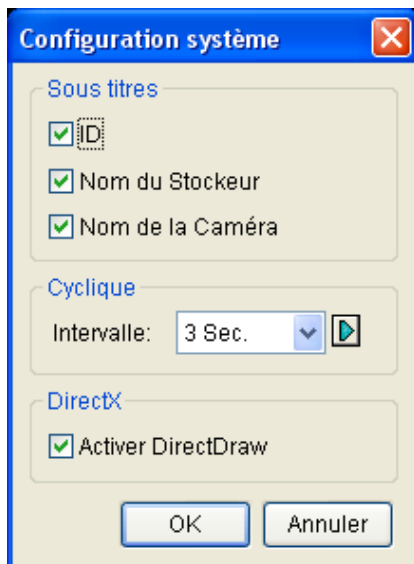 Configuration système
Sous titres
ID
Nom du Stockeur
Nom de la Caméra
Cyclique
Intervalle: 3 Sec.
DirectX
Activer DirectDraw
OK Annuler